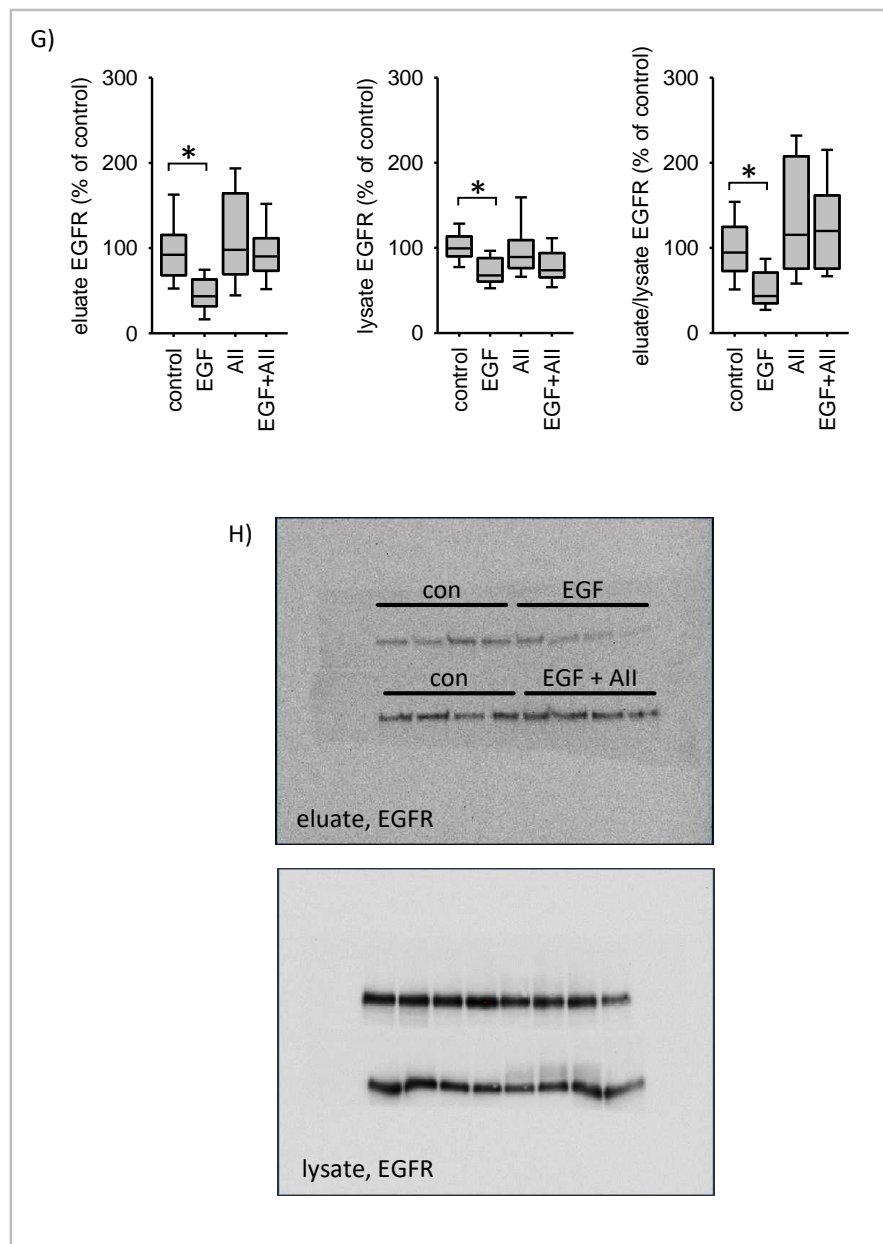 G)
eluate EGFR (% of control)
300
200
100
0
*
control
EGF
AII
EGF+AII
lysate EGFR (% of control)
300
200
100
0
*
control
EGF
AII
EGF+AII
eluate/lysate EGFR (% of control)
300
200
100
0
*
control
EGF
AII
EGF+AII
H)
con EGF
con EGF + AII
eluate, EGFR
lysate, EGFR